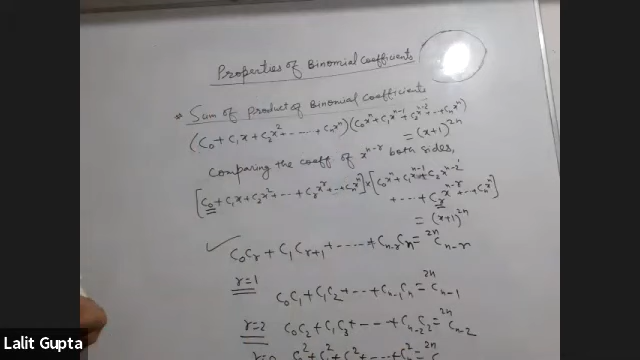 Properties of Binomial coefficients
* Sum of Product of Binomial coefficients
(C₀+C₁x+C₂x²+-----+Cₙxⁿ)(C₀xⁿ+C₁xⁿ⁻¹+C₂xⁿ⁻²+--+Cₙxⁿ)
=(x+1)²ⁿ
Comparing the coeff of xⁿ⁻ʳ both sides,
[C₀+C₁x+C₂x²+---+Cᵣxʳ+--+Cₙxⁿ]×[C₀xⁿ+C₁xⁿ⁻¹+C₂xⁿ⁻²
+---+Cᵣxⁿ⁻ʳ+--+C₀xⁿ]
=(x+1)²ⁿ
C₀Cᵣ+C₁Cᵣ₊₁+-----+Cₙ₋ᵣCₙ=²ⁿCₙ₋ᵣ
r=1
C₀C₁+C₁C₂+---+Cₙ₋₁Cₙ=²ⁿCₙ₋₁
r=2
C₀C₂+C₁C₃+---+Cₙ₋₂Cₙ=²ⁿCₙ₋₂
Lalit Gupta